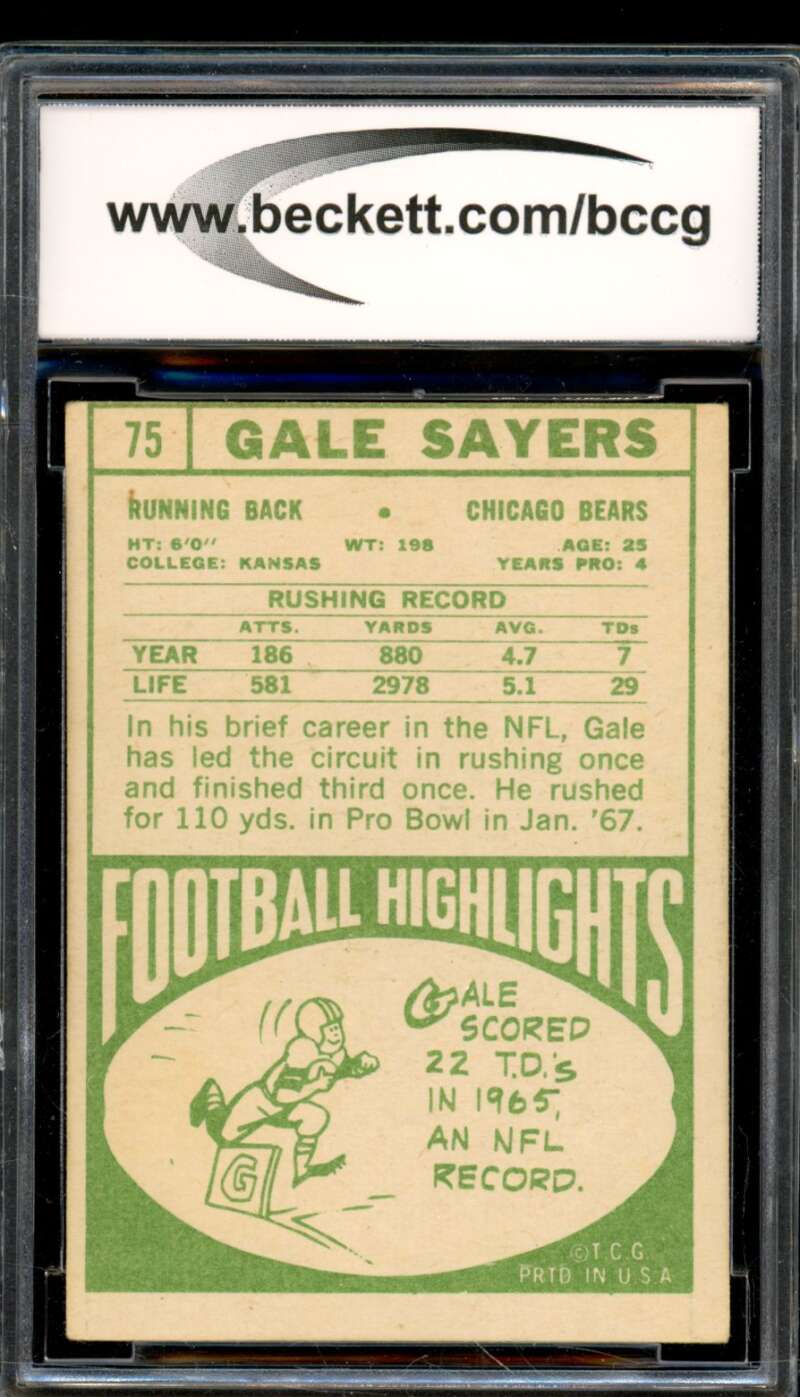 www.beckett.com/bccg
75 GALE SAYERS
RUNNING BACK • CHICAGO BEARS
HT: 6'0" WT: 198 AGE: 25
COLLEGE: KANSAS YEARS PRO: 4
RUSHING RECORD
ATTS. YARDS AVG. TDs
YEAR 186 880 4.7 7
LIFE 581 2978 5.1 29
In his brief career in the NFL, Gale
has led the circuit in rushing once
and finished third once. He rushed
for 110 yds. in Pro Bowl in Jan. '67.
FOOTBALL HIGHLIGHTS
GALE
SCORED
22 T.D.'s
IN 1965,
AN NFL
RECORD.
G
©T.C.G.
PRTD IN U.S.A